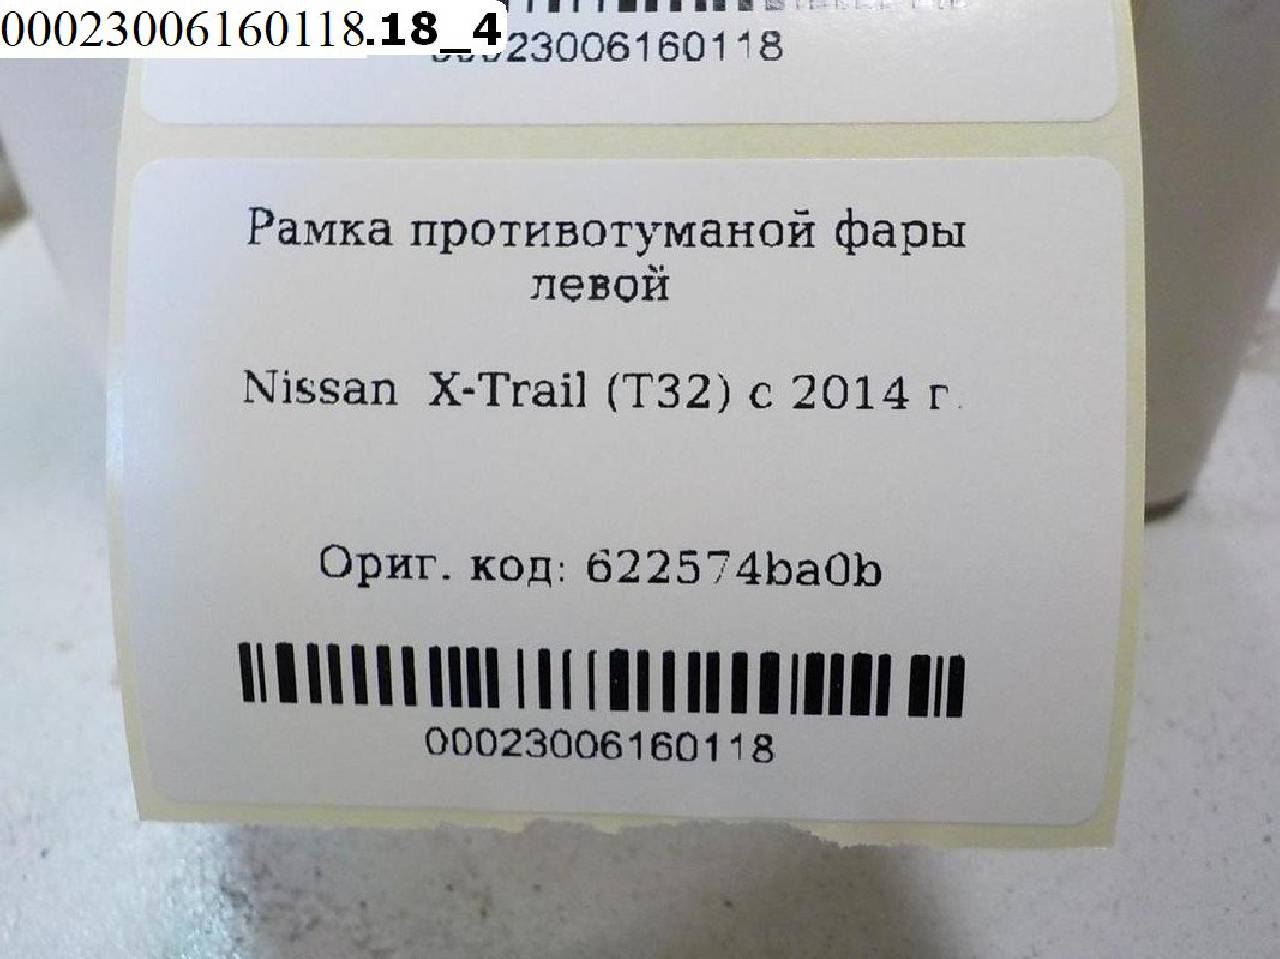 00023006160118.18_4
00023006160118
Рамка противотуманой фары
левой
Nissan X-Trail (T32) с 2014 г.
Ориг. код: 622574ba0b
00023006160118